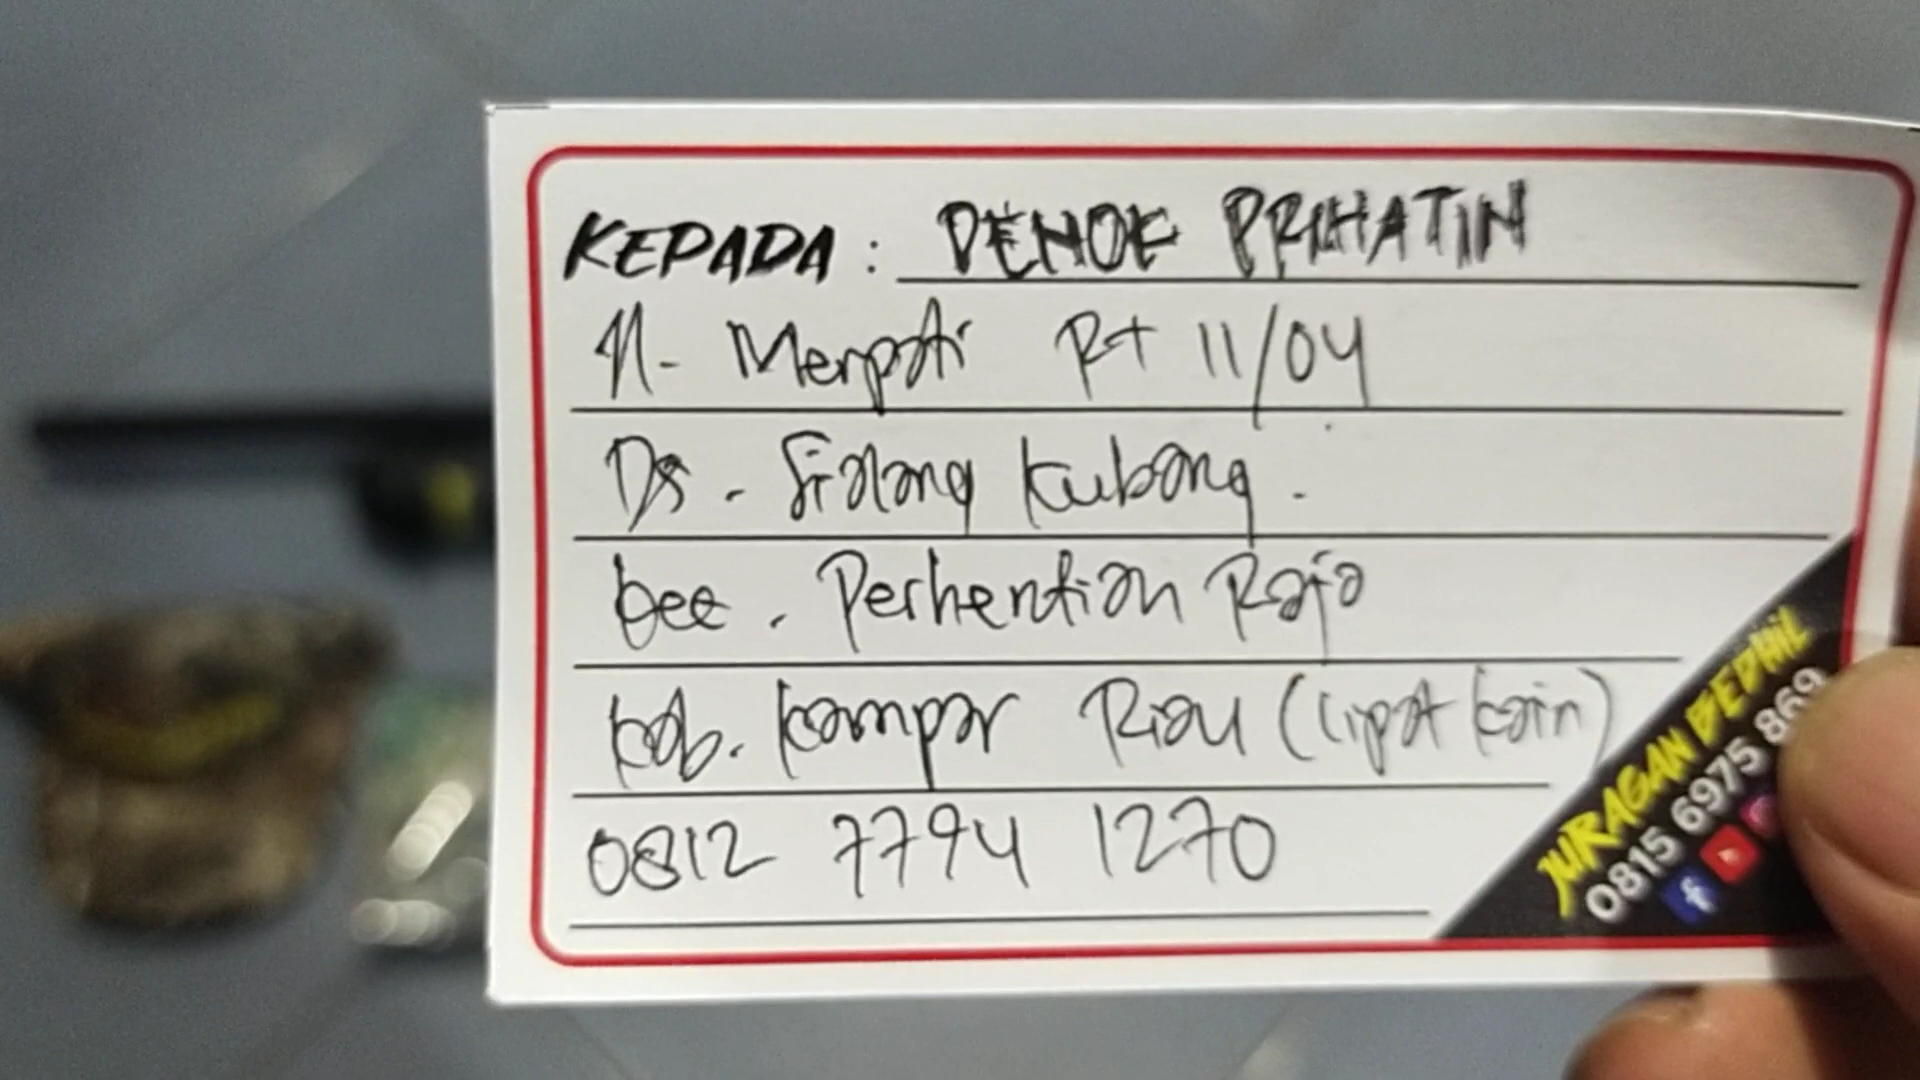 KEPADA : DENOK PRIHATIN
Jl. Merpati Rt 11/04
Ds. Sialang Kubang.
kec. Perhentian Raja
kab. kampar Riau (lipat kain)
0812 7794 1270
JURAGAN BEDHIL
0815 6975 869